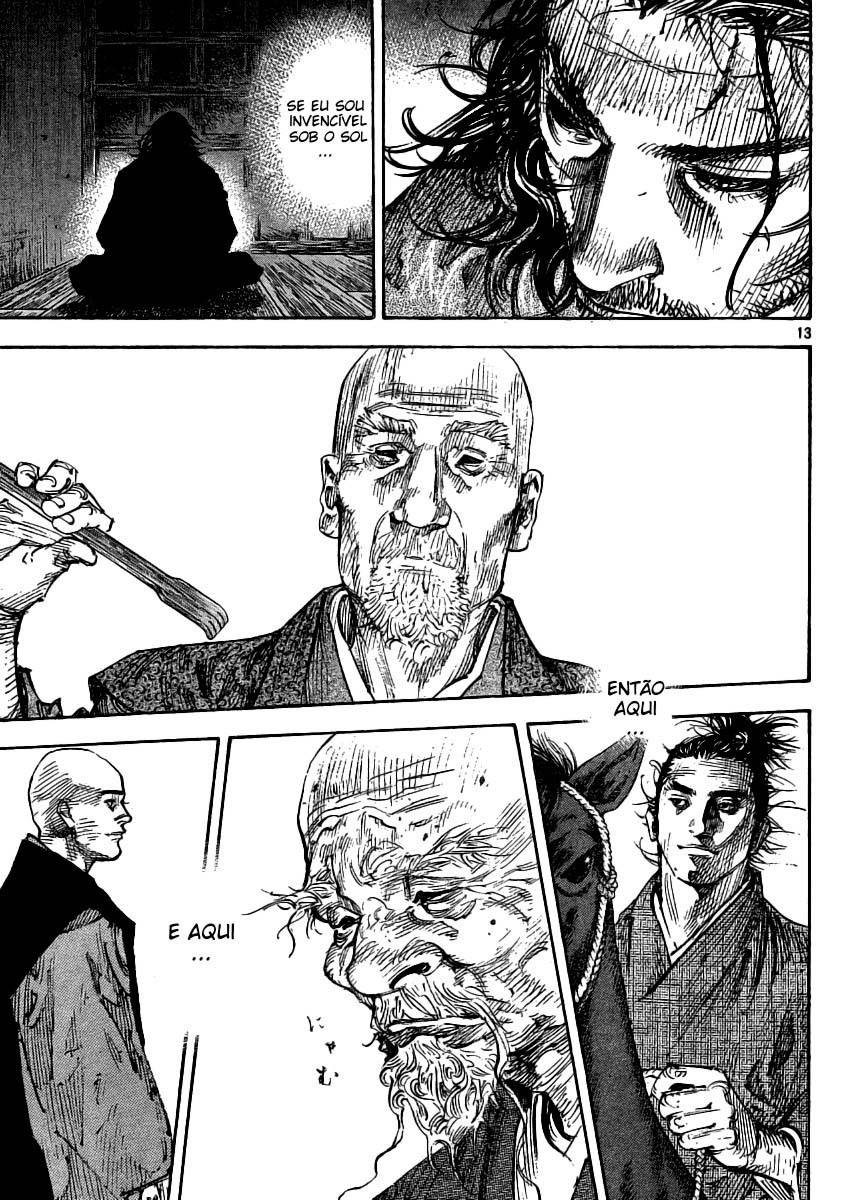 SE EU SOU
INVENCÍVEL
SOB O SOL
...
13
ENTÃO
AQUI
...
にゃむ
E AQUI
...